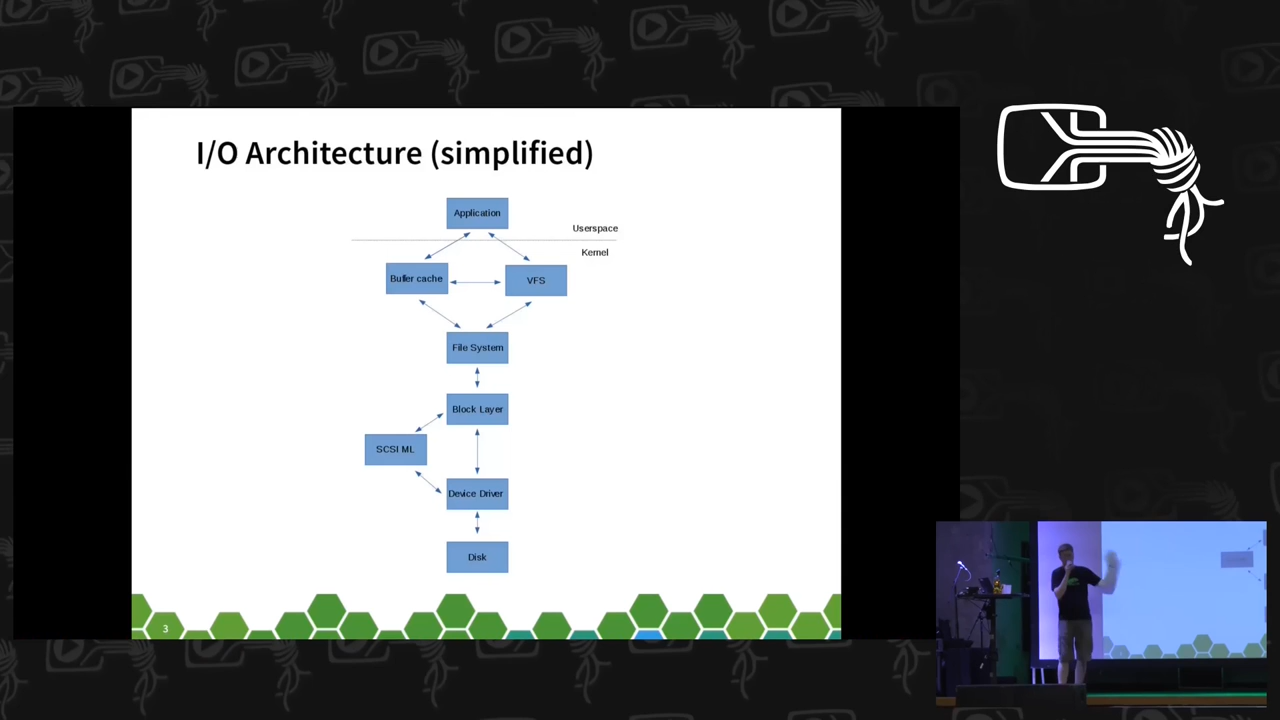 I/O Architecture (simplified)
Application
Userspace
Kernel
Buffer cache
VFS
File System
Block Layer
SCSI ML
Device Driver
Disk
3